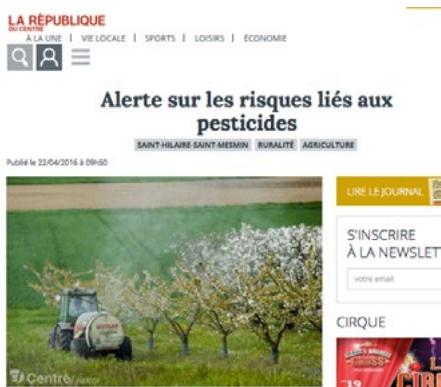 LA RÉPUBLIQUE
DU CENTRE
À LA UNE | VIE LOCALE | SPORTS | LOISIRS | ÉCONOMIE
Alerte sur les risques liés aux
pesticides
SAINT-HILAIRE-SAINT-MESMIN RURALITÉ AGRICULTURE
Publié le 22/04/2016 à 09h50
LIRE LE JOURNAL
S'INSCRIRE
À LA NEWSLETT
votre email
CIRQUE
Centre
19
CIRQ